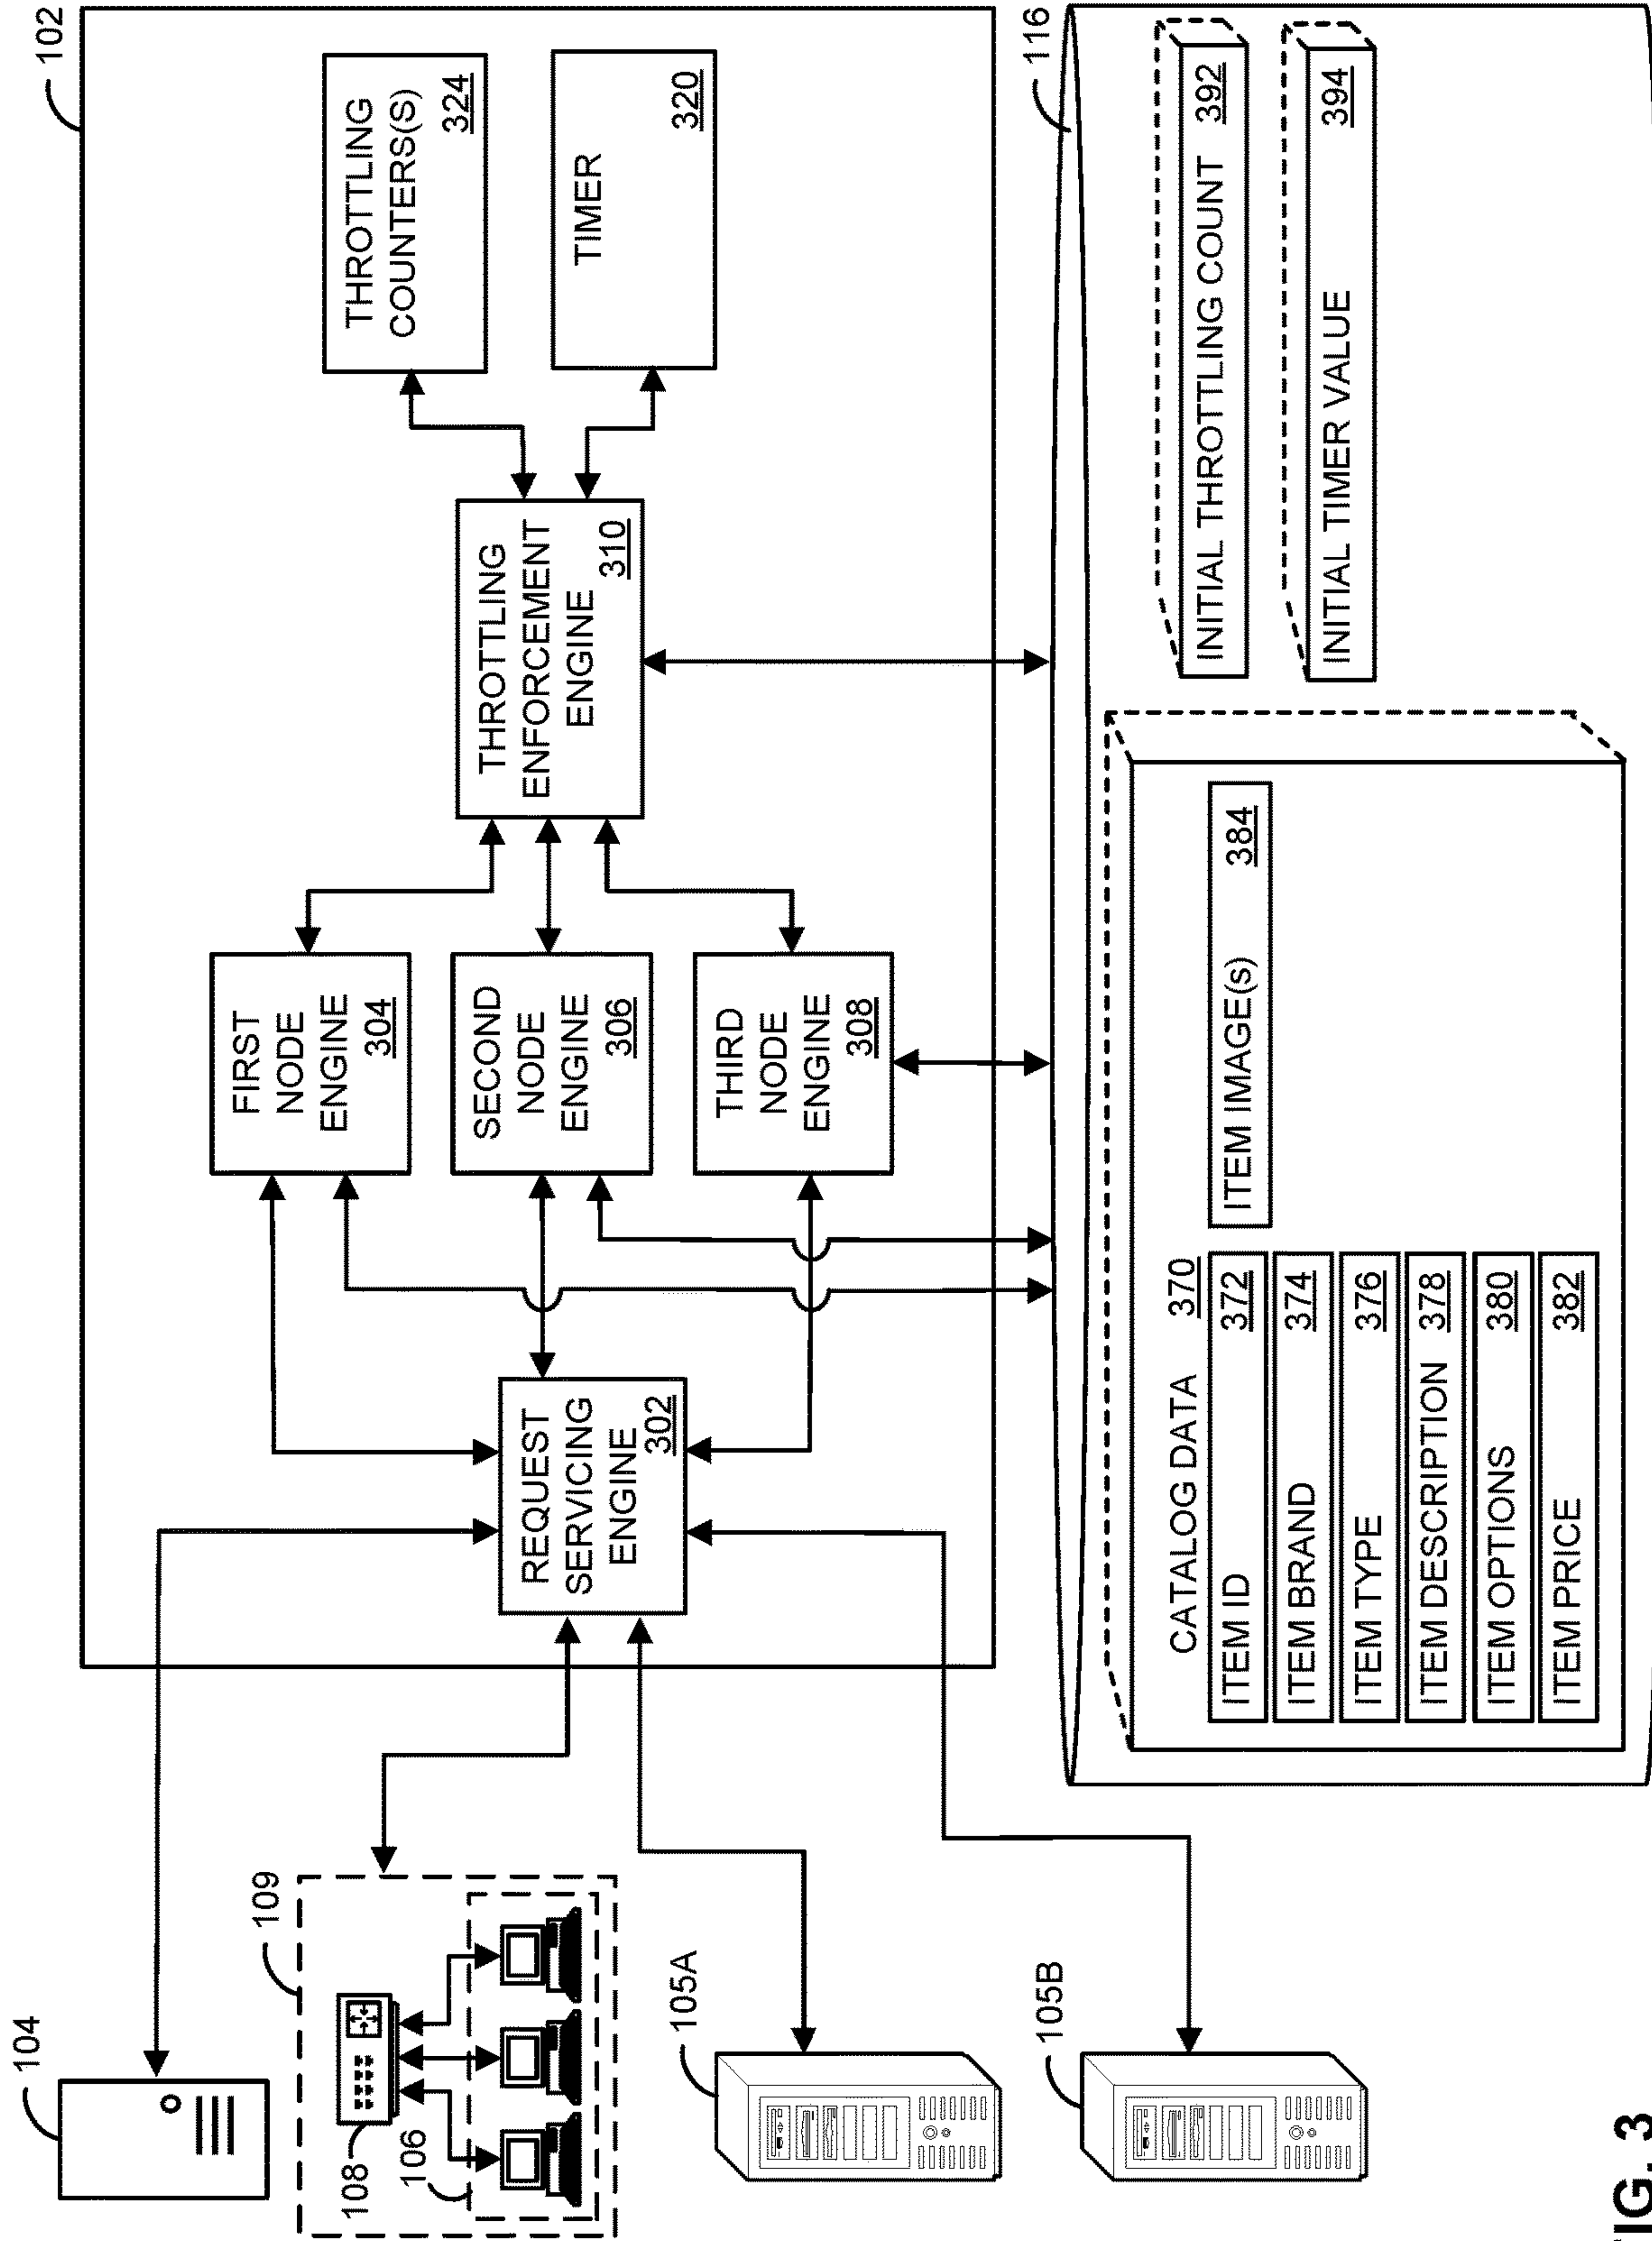 102
THROTTLING
COUNTERS(S)
324
TIMER
320
THROTTLING
ENFORCEMENT
ENGINE
310
FIRST
NODE
ENGINE
304
SECOND
NODE
ENGINE
306
THIRD
NODE
ENGINE
308
REQUEST
SERVICING
ENGINE
302
104
109
108
106
105A
105B
116
CATALOG DATA 370
ITEM ID 372
ITEM BRAND 374
ITEM TYPE 376
ITEM DESCRIPTION 378
ITEM OPTIONS 380
ITEM PRICE 382
ITEM IMAGE(s) 384
INITIAL THROTTLING COUNT 392
INITIAL TIMER VALUE 394
FIG. 3